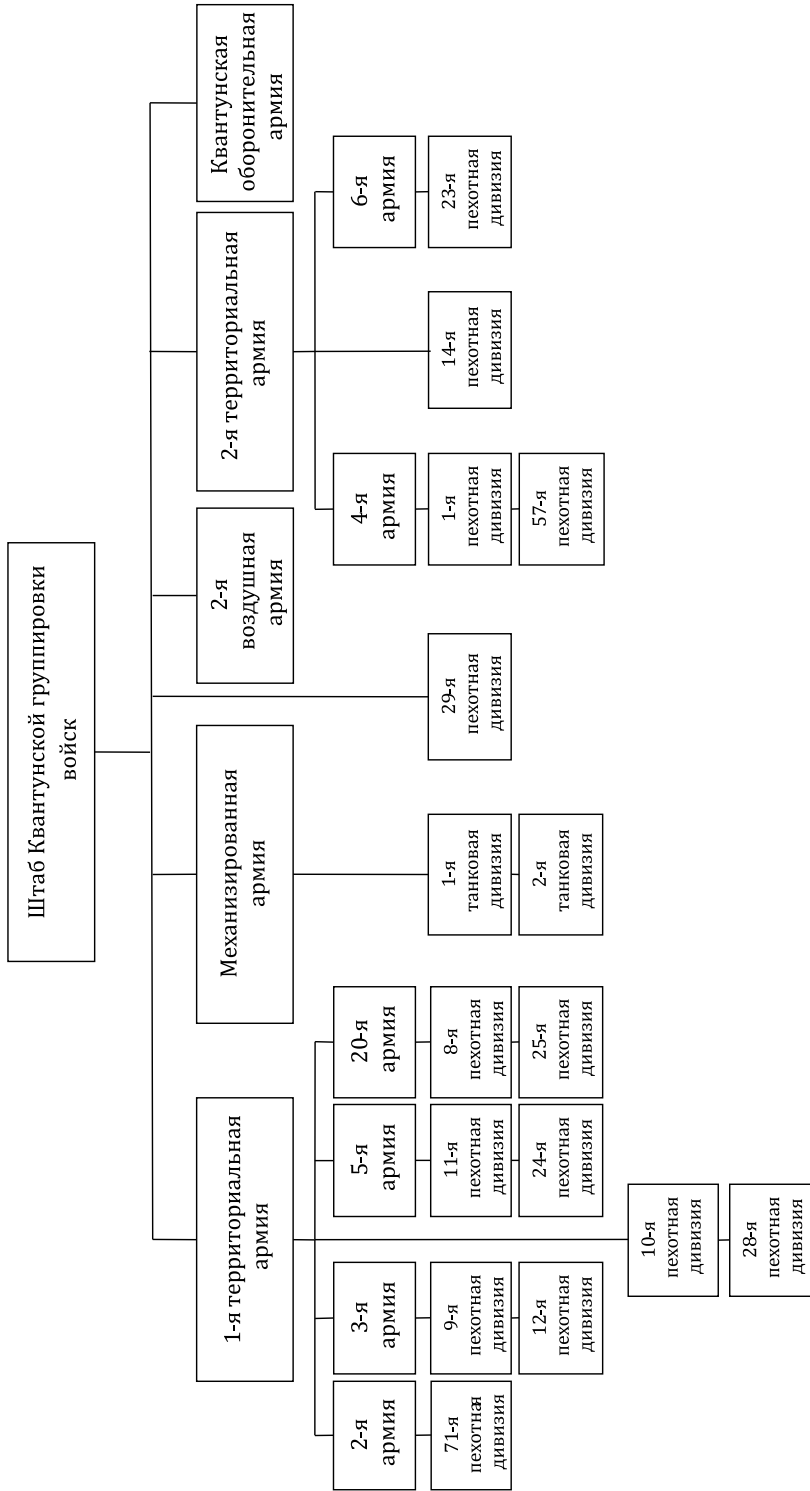 Штаб Квантунской группировки
войск
1-я территориальная
армия
Механизированная
армия
2-я
воздушная
армия
2-я территориальная
армия
Квантунская
оборонительная
армия
2-я
армия
3-я
армия
5-я
армия
20-я
армия
4-я
армия
6-я
армия
71-я
пехотная
дивизия
9-я
пехотная
дивизия
11-я
пехотная
дивизия
8-я
пехотная
дивизия
1-я
танковая
дивизия
29-я
пехотная
дивизия
1-я
пехотная
дивизия
14-я
пехотная
дивизия
23-я
пехотная
дивизия
12-я
пехотная
дивизия
24-я
пехотная
дивизия
25-я
пехотная
дивизия
2-я
танковая
дивизия
57-я
пехотная
дивизия
10-я
пехотная
дивизия
28-я
пехотная
дивизия